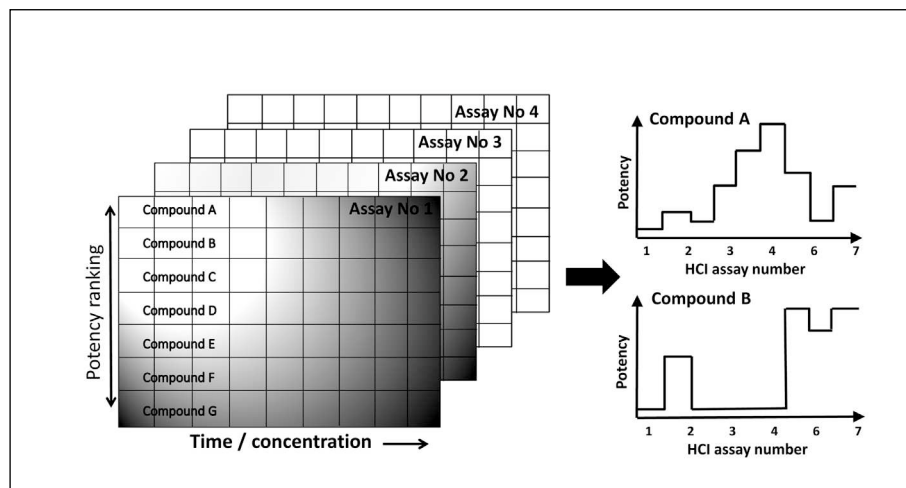 Assay No 4
Assay No 3
Assay No 2
Assay No 1
Compound A
Compound B
Compound C
Compound D
Compound E
Compound F
Compound G
Potency ranking
Time / concentration
Compound A
Potency
1 2 3 4 6 7
HCI assay number
Compound B
Potency
1 2 3 4 6 7
HCI assay number